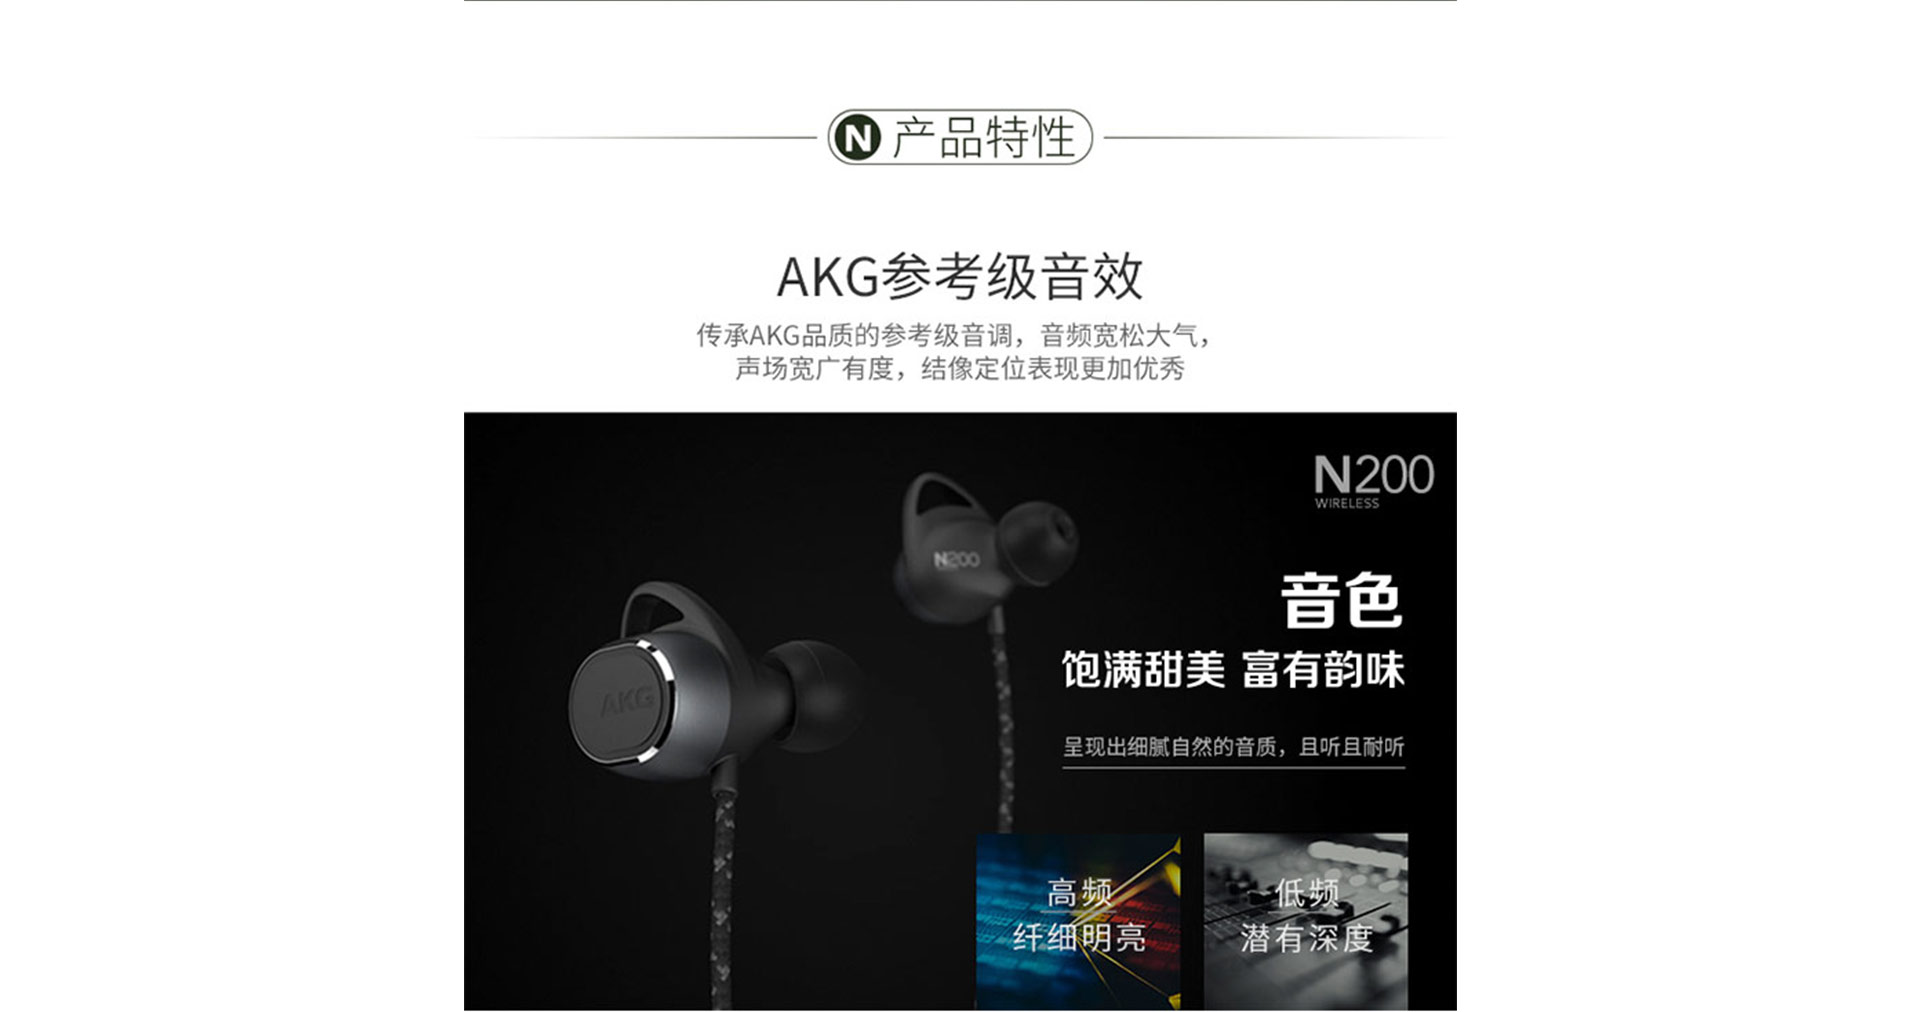 N 产品特性
AKG参考级音效
传承AKG品质的参考级音调，音频宽松大气，
声场宽广有度，结像定位表现更加优秀
N200
WIRELESS
N200
音色
AKG
饱满甜美 富有韵味
呈现出细腻自然的音质，且听且耐听
高频
纤细明亮
低频
潜有深度